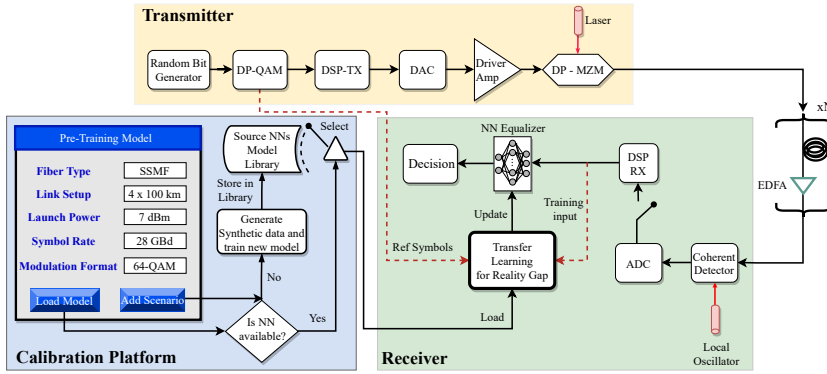 Transmitter
Laser
Random Bit
Generator
DP-QAM
DSP-TX
DAC
Driver
Amp
DP - MZM
EDFA
Pre-Training Model
Fiber Type
SSMF
Link Setup
4 x 100 km
Launch Power
7 dBm
Symbol Rate
28 GBd
Modulation Format
64-QAM
Load Model
Add Scenario
Source NNs
Model
Library
Select
Store in
Library
Generate
Synthetic data and
train new model
No
Is NN
available?
Yes
Calibration Platform
NN Equalizer
Decision
DSP
RX
Update
Training
input
Ref Symbols
Transfer
Learning
for Reality Gap
ADC
Coherent
Detector
Load
Local
Oscillator
Receiver